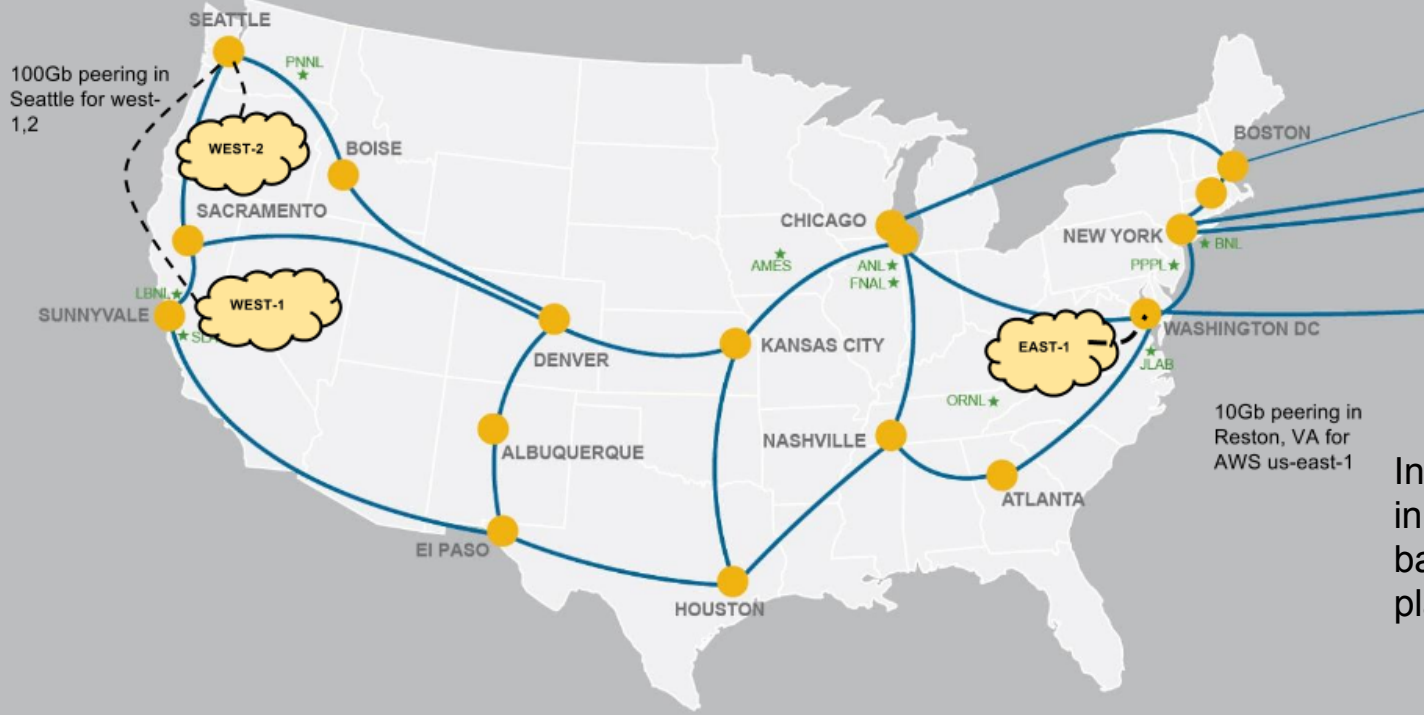 SEATTLE
100Gb peering in
Seattle for west-
1,2
PNNL
WEST-2
BOISE
SACRAMENTO
LBNL
WEST-1
SUNNYVALE
DENVER
ALBUQUERQUE
EI PASO
HOUSTON
KANSAS CITY
CHICAGO
AMES
ANL
FNAL
NASHVILLE
ORNL
ATLANTA
EAST-1
BOSTON
NEW YORK
BNL
PPPL
WASHINGTON DC
JLAB
10Gb peering in
Reston, VA for
AWS us-east-1
In
in
ba
pl